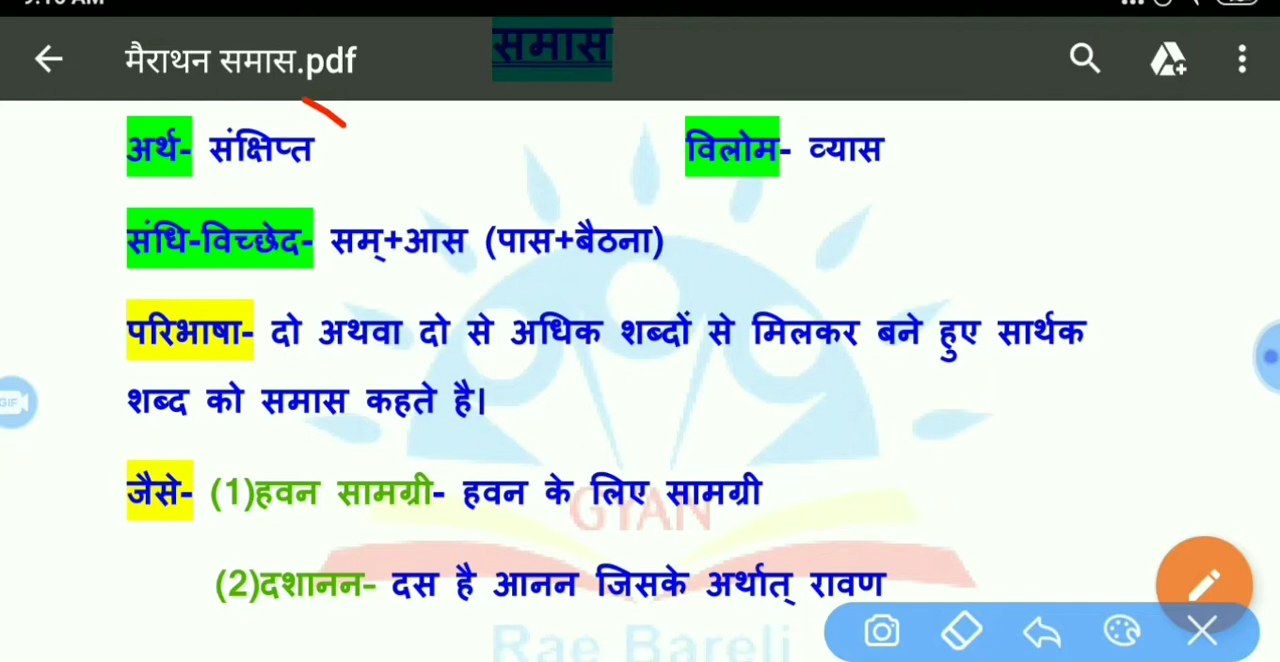 समास
मैराथन समास.pdf
अर्थ- संक्षिप्त विलोम- व्यास
संधि-विच्छेद- सम्+आस (पास+बैठना)
परिभाषा- दो अथवा दो से अधिक शब्दों से मिलकर बने हुए सार्थक
शब्द को समास कहते है।
जैसे- (1)हवन सामग्री- हवन के लिए सामग्री
GYAN
(2)दशानन- दस है आनन जिसके अर्थात् रावण
Rae Bareli
GIF